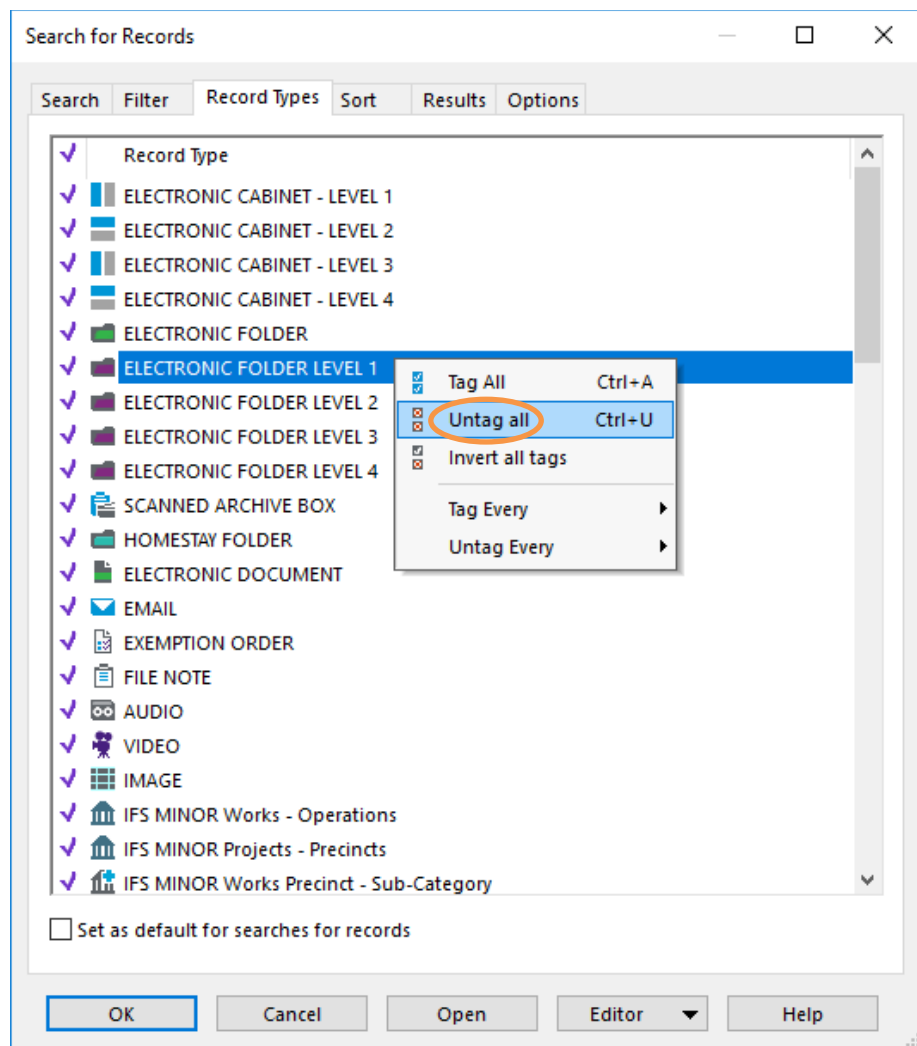 Search for Records
Search Filter Record Types Sort Results Options
Record Type
ELECTRONIC CABINET - LEVEL 1
ELECTRONIC CABINET - LEVEL 2
ELECTRONIC CABINET - LEVEL 3
ELECTRONIC CABINET - LEVEL 4
ELECTRONIC FOLDER
ELECTRONIC FOLDER LEVEL 1
ELECTRONIC FOLDER LEVEL 2
ELECTRONIC FOLDER LEVEL 3
ELECTRONIC FOLDER LEVEL 4
SCANNED ARCHIVE BOX
HOMESTAY FOLDER
ELECTRONIC DOCUMENT
EMAIL
EXEMPTION ORDER
FILE NOTE
AUDIO
VIDEO
IMAGE
IFS MINOR Works - Operations
IFS MINOR Projects - Precincts
IFS MINOR Works Precinct - Sub-Category
Tag All Ctrl+A
Untag all Ctrl+U
Invert all tags
Tag Every
Untag Every
Set as default for searches for records
OK Cancel Open Editor Help